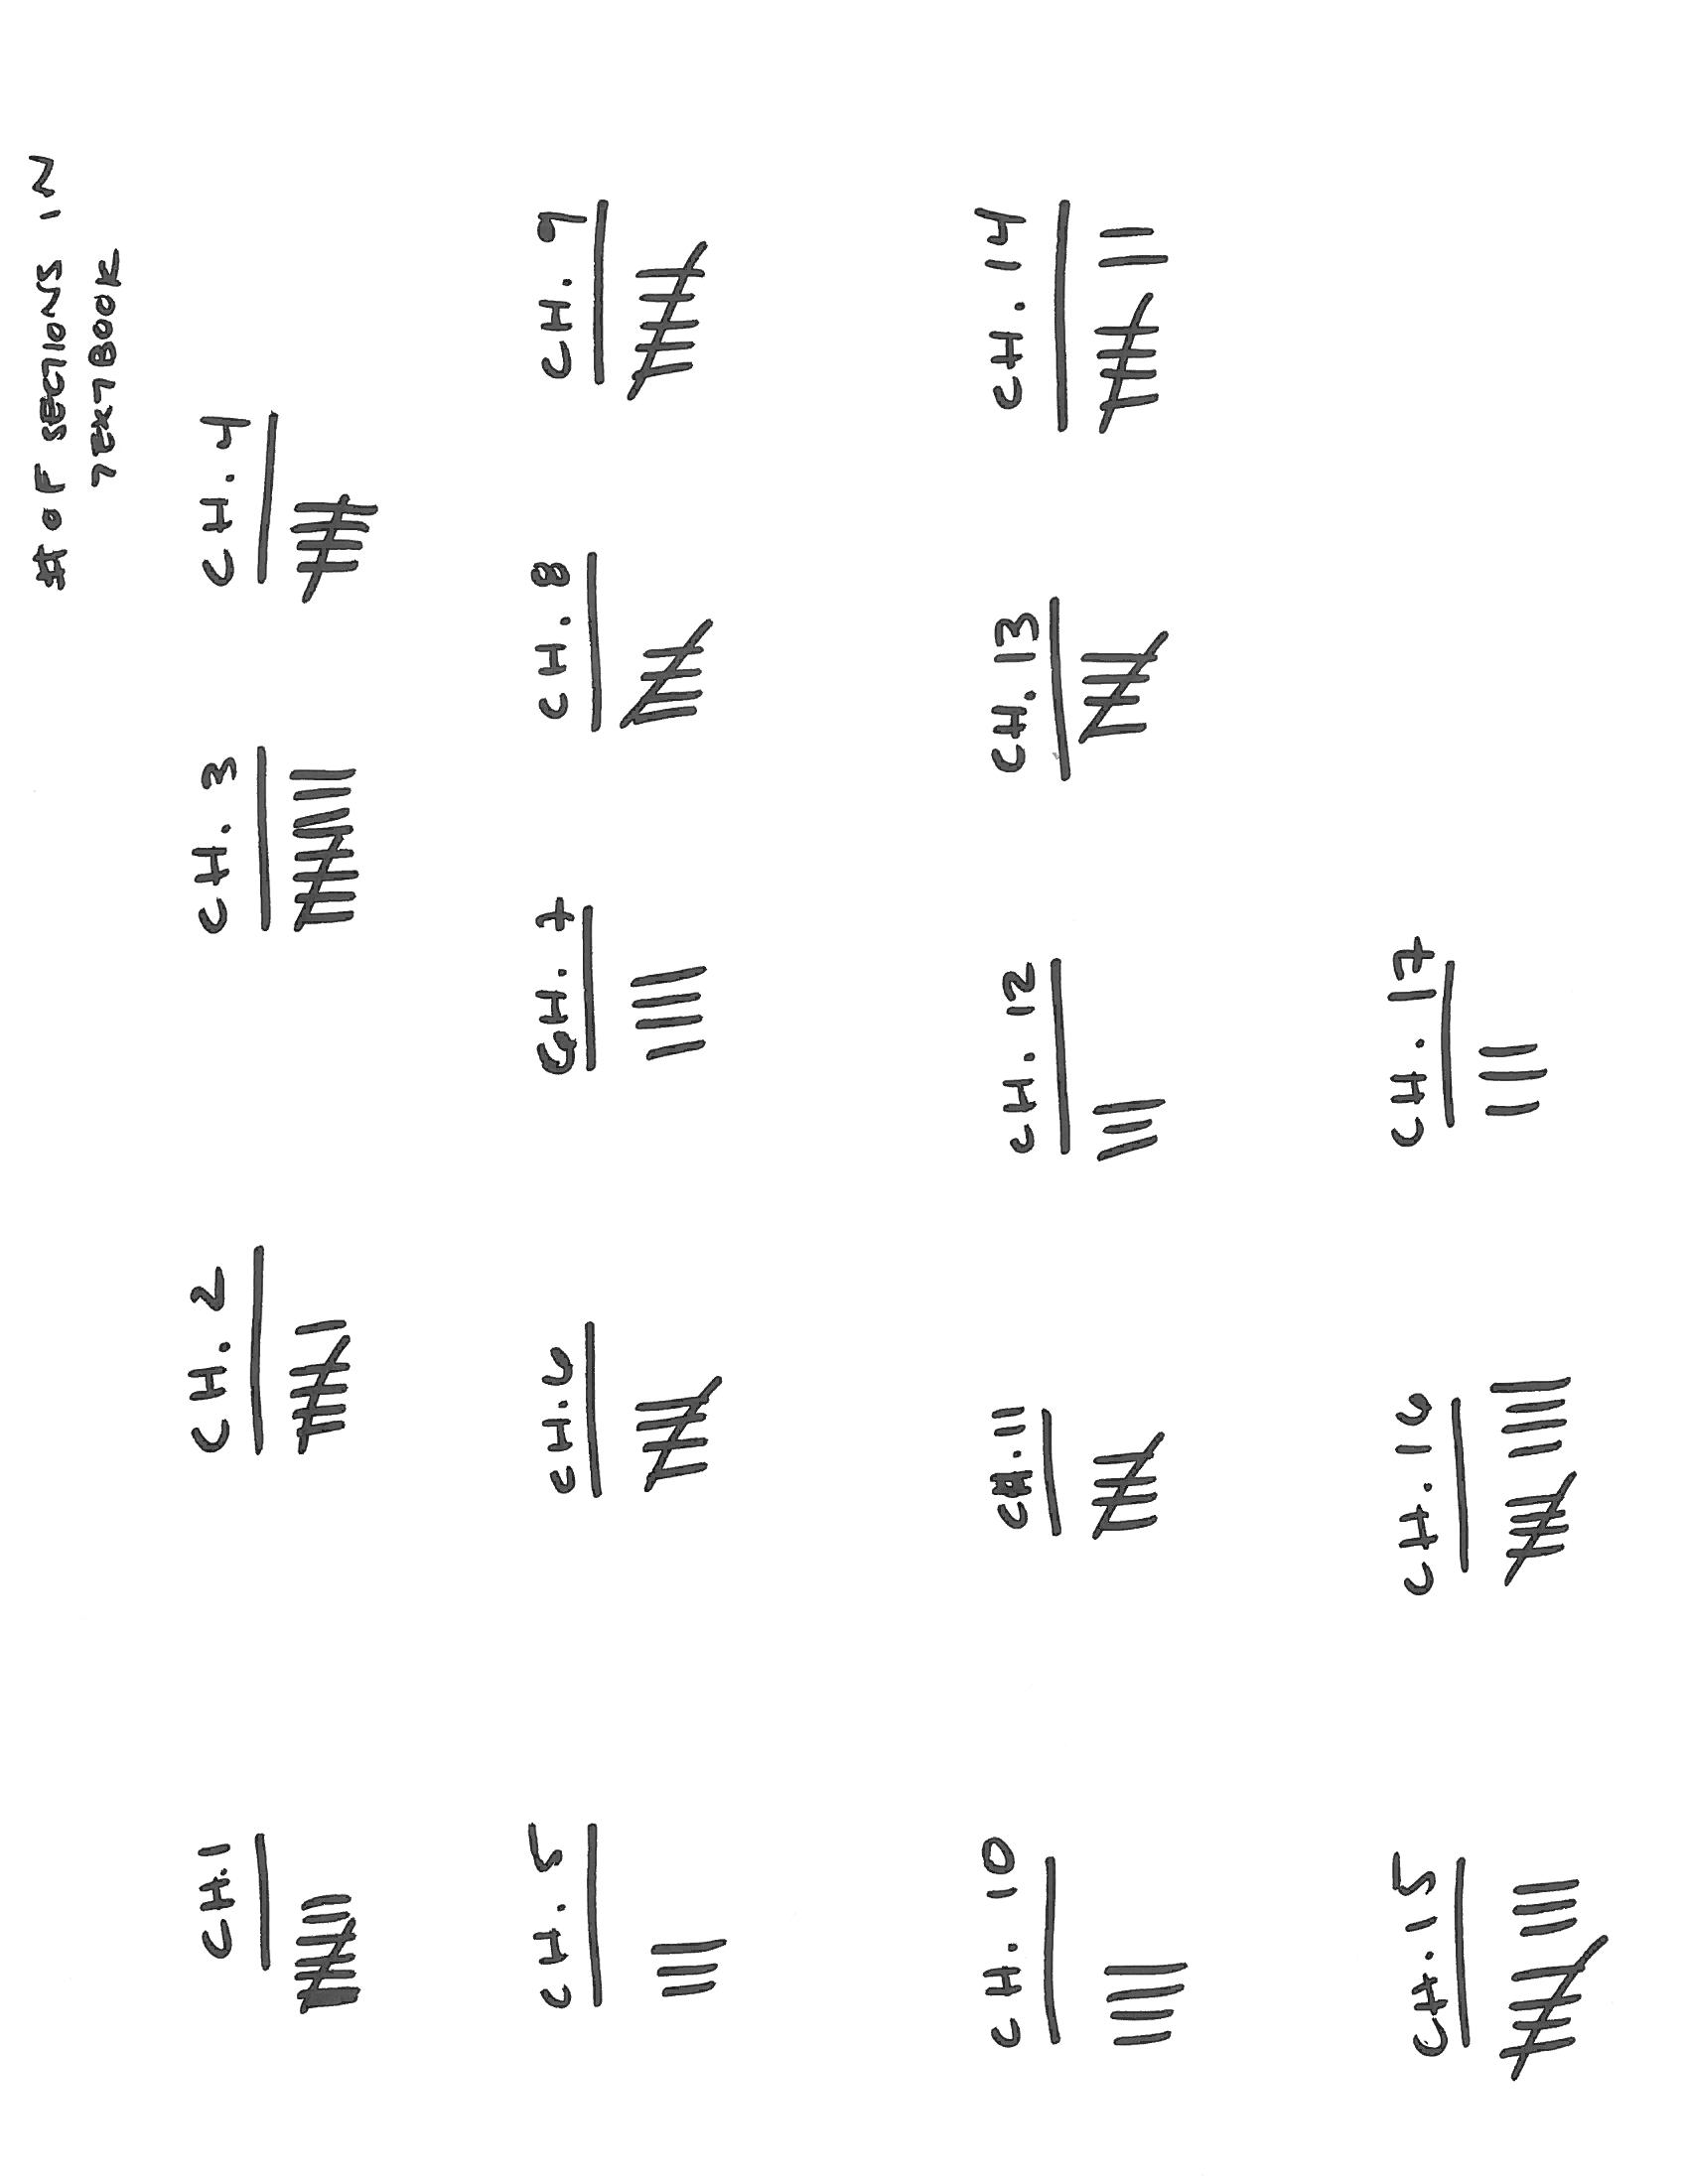 # OF SECTIONS IN
TEXTBOOK
CH.1 CH. 2 CH. 3 CH. 4
CH. 5 CH. 6 CH. 7 CH. 8 CH. 9
CH. 10 CH. 11 CH. 12 CH. 13 CH. 14
CH. 15 CH. 16 CH. 17